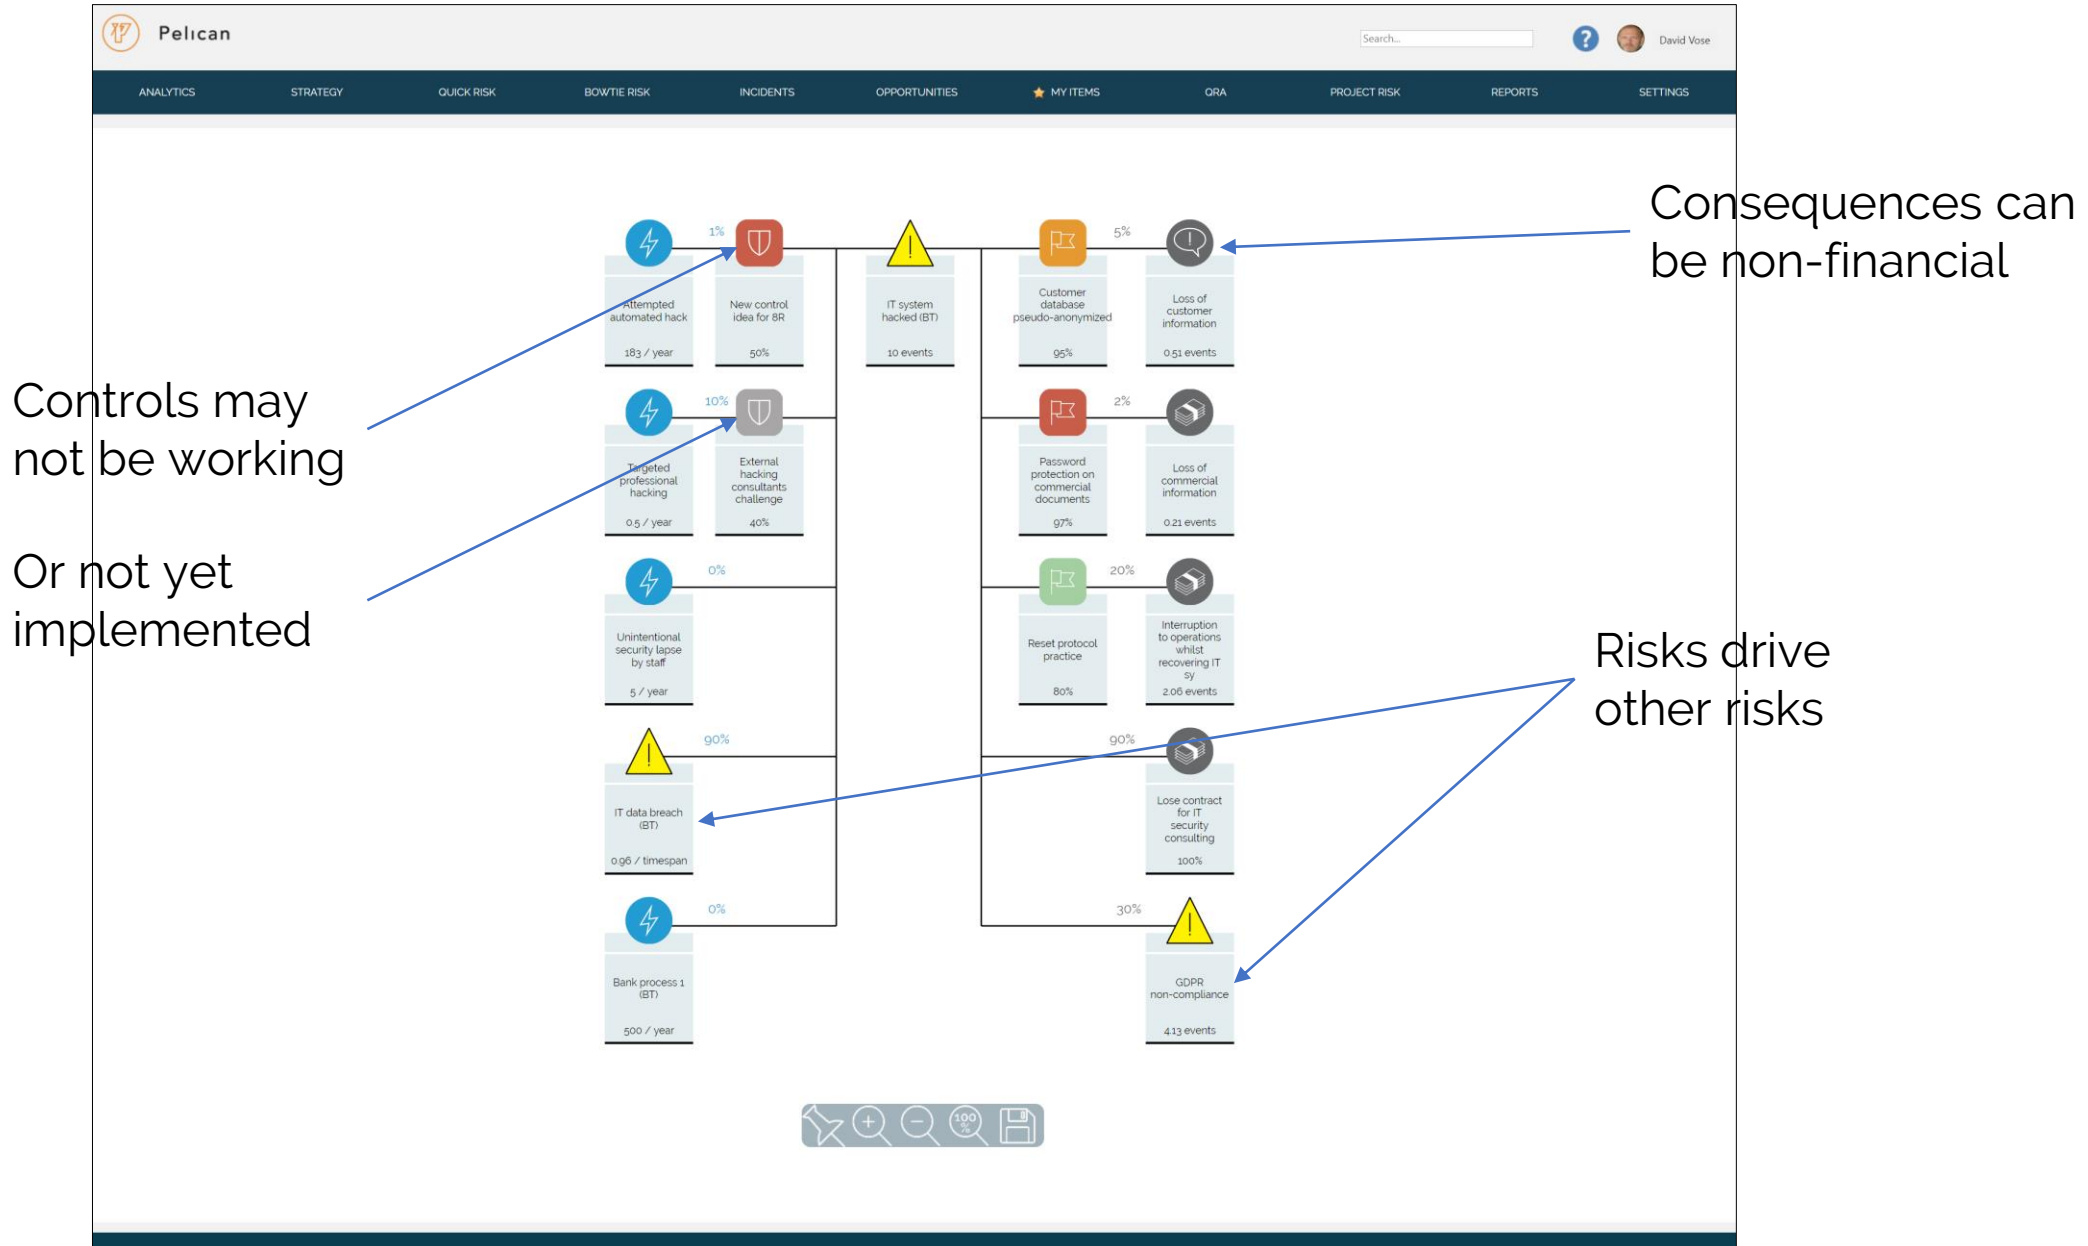 Pelican
Search...
?
David Vose
ANALYTICS
STRATEGY
QUICK RISK
BOWTIE RISK
INCIDENTS
OPPORTUNITIES
MY ITEMS
QRA
PROJECT RISK
REPORTS
SETTINGS
Consequences can
be non-financial
Controls may
not be working
Or not yet
implemented
Risks drive
other risks
1%
Attempted
automated hack
183 / year
New control
idea for 8R
50%
IT system
hacked (BT)
10 events
5%
Customer
database
pseudo-anonymized
95%
Loss of
customer
information
0.51 events
10%
Targeted
professional
hacking
0.5 / year
External
hacking
consultants
challenge
40%
2%
Password
protection on
commercial
documents
97%
Loss of
commercial
information
0.21 events
0%
Unintentional
security lapse
by staff
5 / year
20%
Reset protocol
practice
80%
Interruption
to operations
whilst
recovering IT
sy
2.06 events
90%
IT data breach
(BT)
0.96 / timespan
90%
Lose contract
for IT
security
consulting
100%
0%
Bank process 1
(BT)
500 / year
30%
GDPR
non-compliance
4.13 events
100
%